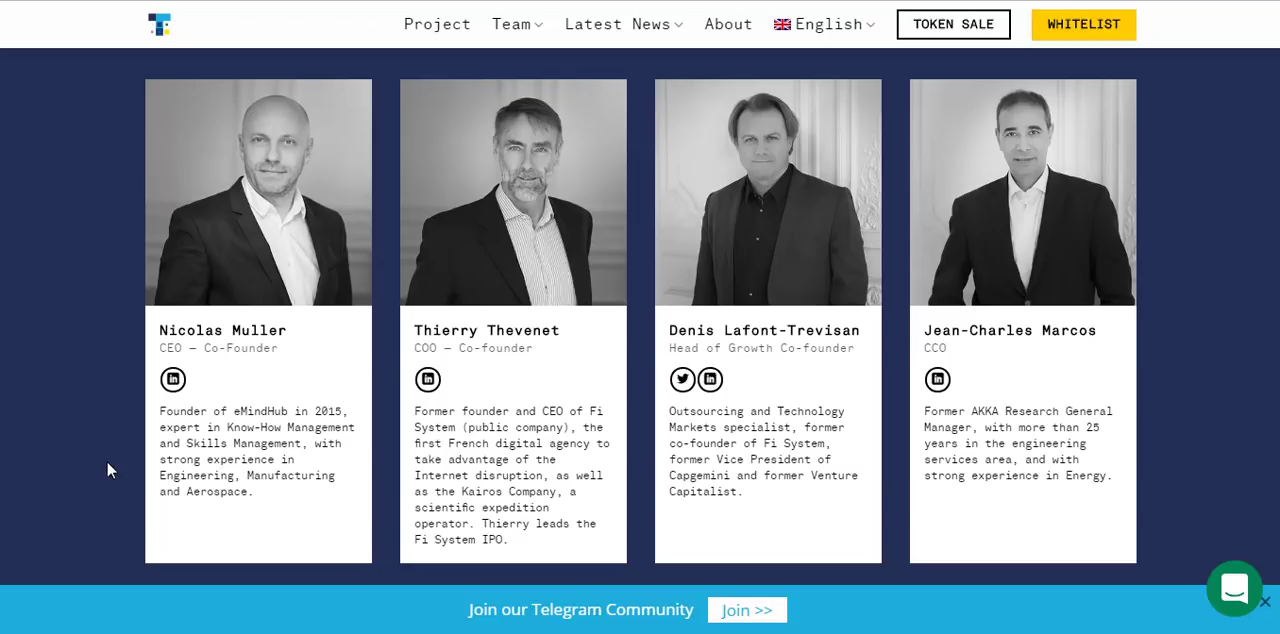 Project Team Latest News About English TOKEN SALE WHITELIST
Nicolas Muller
CEO — Co-Founder
Founder of eMindHub in 2015,
expert in Know-How Management
and Skills Management, with
strong experience in
Engineering, Manufacturing
and Aerospace.
Thierry Thevenet
COO — Co-founder
Former founder and CEO of Fi
System (public company), the
first French digital agency to
take advantage of the
Internet disruption, as well
as the Kairos Company, a
scientific expedition
operator. Thierry leads the
Fi System IPO.
Denis Lafont-Trevisan
Head of Growth Co-founder
Outsourcing and Technology
Markets specialist, former
co-founder of Fi System,
former Vice President of
Capgemini and former Venture
Capitalist.
Jean-Charles Marcos
CCO
Former AKKA Research General
Manager, with more than 25
years in the engineering
services area, and with
strong experience in Energy.
Join our Telegram Community Join >>